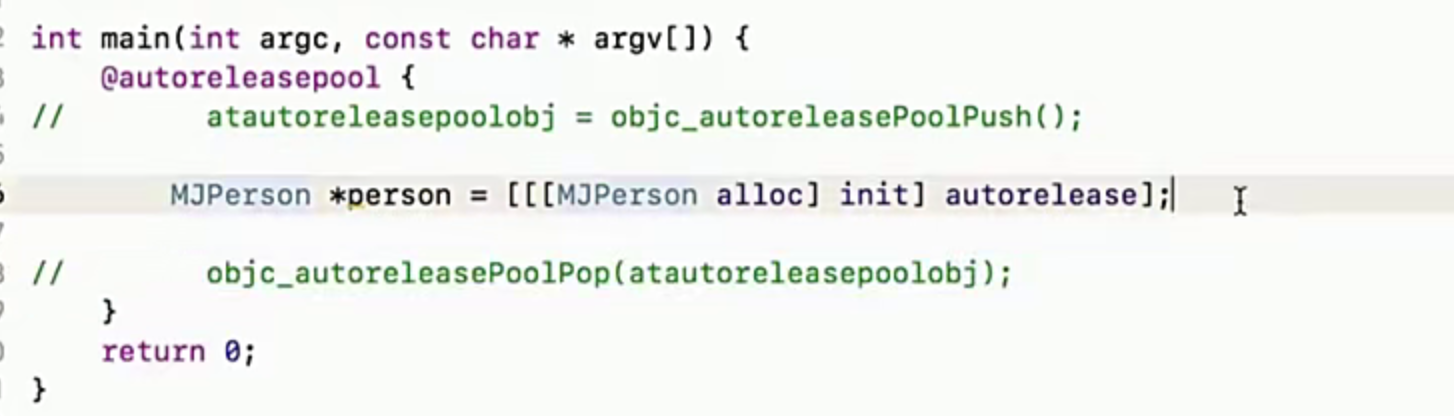 int main(int argc, const char * argv[]) {
@autoreleasepool {
// atautoreleasepoolobj = objc_autoreleasePoolPush();
MJPerson *person = [[[MJPerson alloc] init] autorelease];
// objc_autoreleasePoolPop(atautoreleasepoolobj);
}
return 0;
}